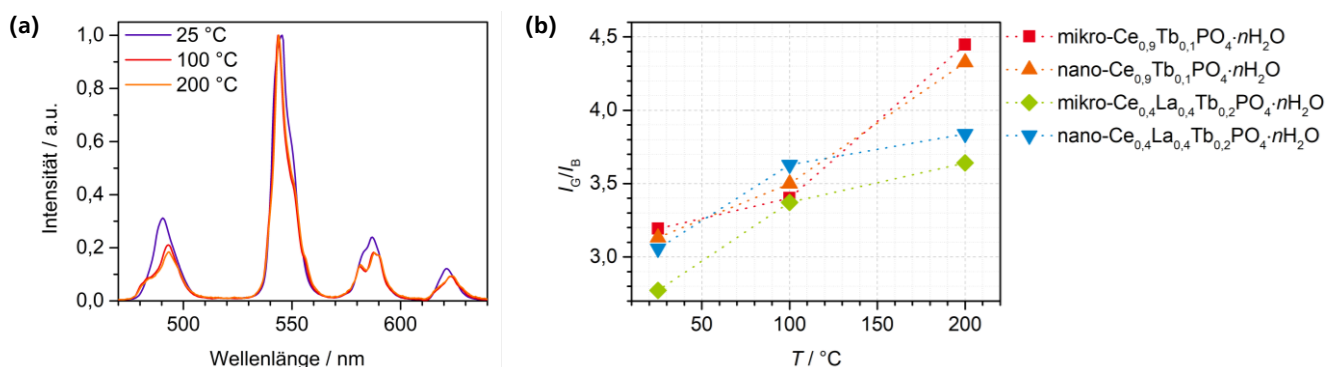 (a)
1,0
0,8
0,6
0,4
0,2
0,0
Intensität / a.u.
25 °C
100 °C
200 °C
500
550
600
Wellenlänge / nm
(b)
4,5
4,0
3,5
3,0
I_G/I_B
50
100
150
200
T / °C
mikro-Ce0,9Tb0,1PO4·nH2O
nano-Ce0,9Tb0,1PO4·nH2O
mikro-Ce0,4La0,4Tb0,2PO4·nH2O
nano-Ce0,4La0,4Tb0,2PO4·nH2O